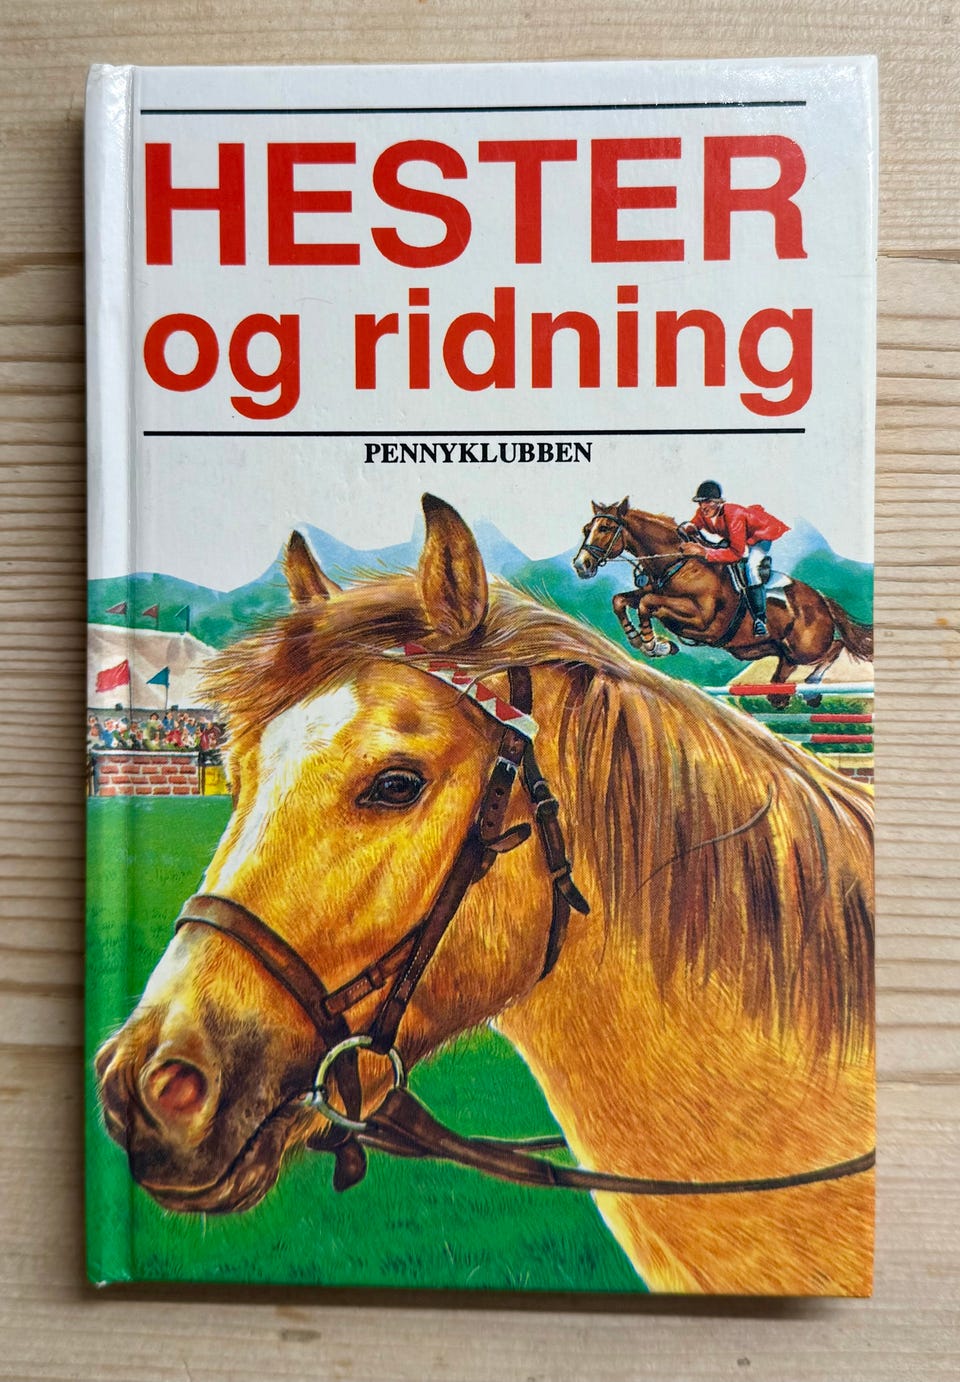 HESTER
og ridning
PENNYKLUBBEN